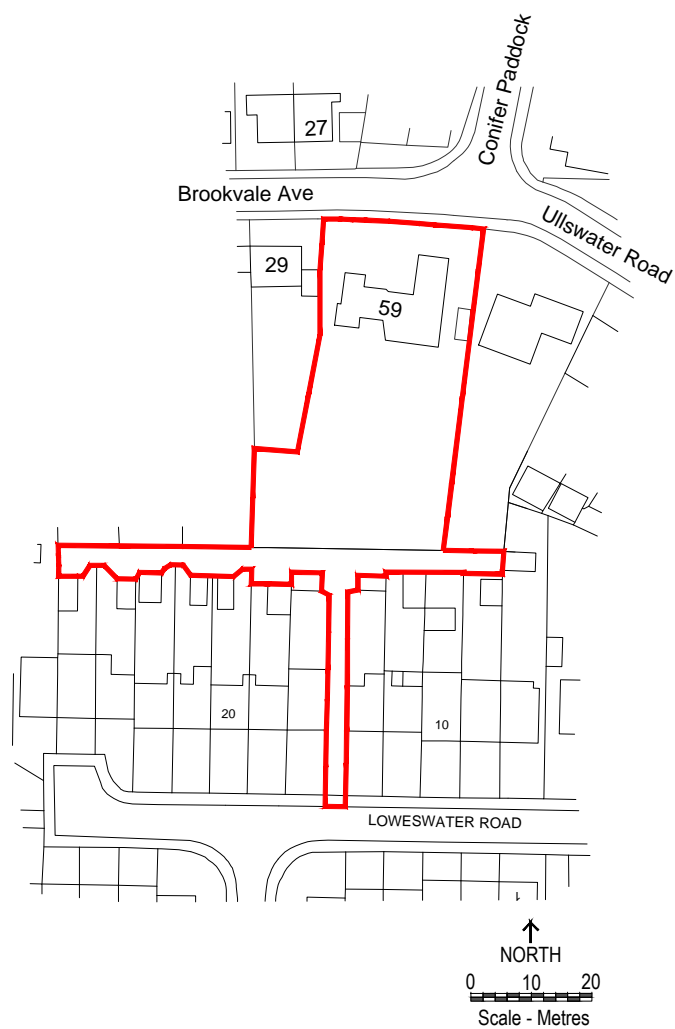 Conifer Paddock
27
Brookvale Ave
Ullswater Road
29
59
20
10
LOWESWATER ROAD
1
NORTH
0 10 20
Scale - Metres